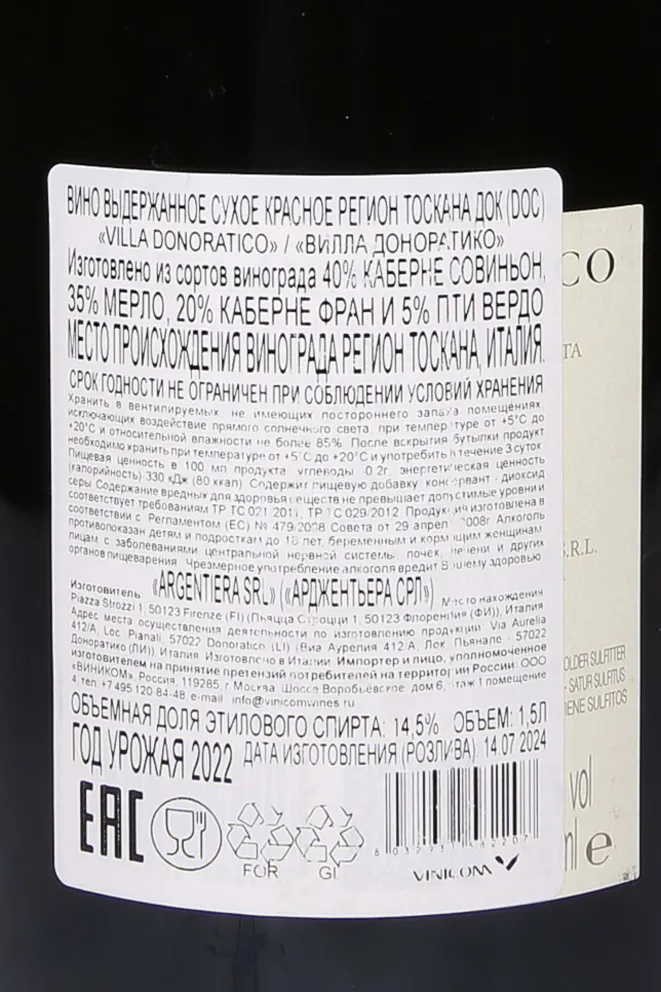 ВИНО ВЫДЕРЖАННОЕ СУХОЕ КРАСНОЕ РЕГИОН ТОСКАНА ДОК (DOC)
«VILLA DONORATICO» / «ВИЛЛА ДОНОРАТИКО»
Изготовлено из сортов винограда 40% КАБЕРНЕ СОВИНЬОН,
35% МЕРЛО, 20% КАБЕРНЕ ФРАН И 5% ПТИ ВЕРДО
МЕСТО ПРОИСХОЖДЕНИЯ ВИНОГРАДА РЕГИОН ТОСКАНА, ИТАЛИЯ.
СРОК ГОДНОСТИ НЕ ОГРАНИЧЕН ПРИ СОБЛЮДЕНИИ УСЛОВИЙ ХРАНЕНИЯ
Хранить в вентилируемых, не имеющих постороннего запаха помещениях,
исключающих воздействие прямого солнечного света, при температуре от +5°С до
+20°С и относительной влажности не более 85%. После вскрытия бутылки продукт
необходимо хранить при температуре от +5°С до +20°С и употребить в течение 3 суток
Пищевая ценность в 100 мл продукта: углеводы -0,2г, энергетическая ценность
(калорийность)-330 кДж (80 ккал). Содержит пищевую добавку: консервант - диоксид
серы Содержание вредных для здоровья веществ не превышает допустимые уровни и
соответствует требованиям ТР ТС 021/2011, ТР ТС 029/2012. Продукция изготовлена в
соответствии с Регламентом (ЕС) № 479/2008 Совета от 29 апреля 2008г. Алкоголь
противопоказан детям и подросткам до 18 лет, беременным и кормящим женщинам,
лицам с заболеваниями центральной нервной системы, почек, печени и других
органов пищеварения. Чрезмерное употребление алкоголя вредит Вашему здоровью
Изготовитель «ARGENTIERA SRL» («АРДЖЕНТЬЕРА СРЛ») Место нахождения
Piazza Strozzi 1, 50123 Firenze (FI) (Пьяцца Строцци 1, 50123 Флоренция (ФИ)), Италия
Адрес места осуществления деятельности по изготовлению продукции: Via Aurelia
412/A, Loc. Pianali, 57022 Donoratico (LI) (Виа Аурелия 412/А, Лок. Пьянале - 57022
Доноратико (ЛИ)), Италия. Изготовлено в Италии. Импортер и лицо, уполномоченное
изготовителем на принятие претензий потребителей на территории России: ООО
«ВИНИКОМ», Россия, 119285, г Москва, Шоссе Воробьевское, дом 6, этаж 1 помещение
4, тел. +7 495 120-84-48, e-mail: info@vinicomwines.ru
ОБЪЕМНАЯ ДОЛЯ ЭТИЛОВОГО СПИРТА: 14,5% ОБЪЕМ: 1,5Л
ГОД УРОЖАЯ 2022 ДАТА ИЗГОТОВЛЕНИЯ (РОЗЛИВА): 14.07.2024
EAC
FOR
GL
VINICOM
CO
TA
S.R.L.
OLDER SULFITTER
- SATUR SULFITUS
IENE SULFITOS
vol
ml e